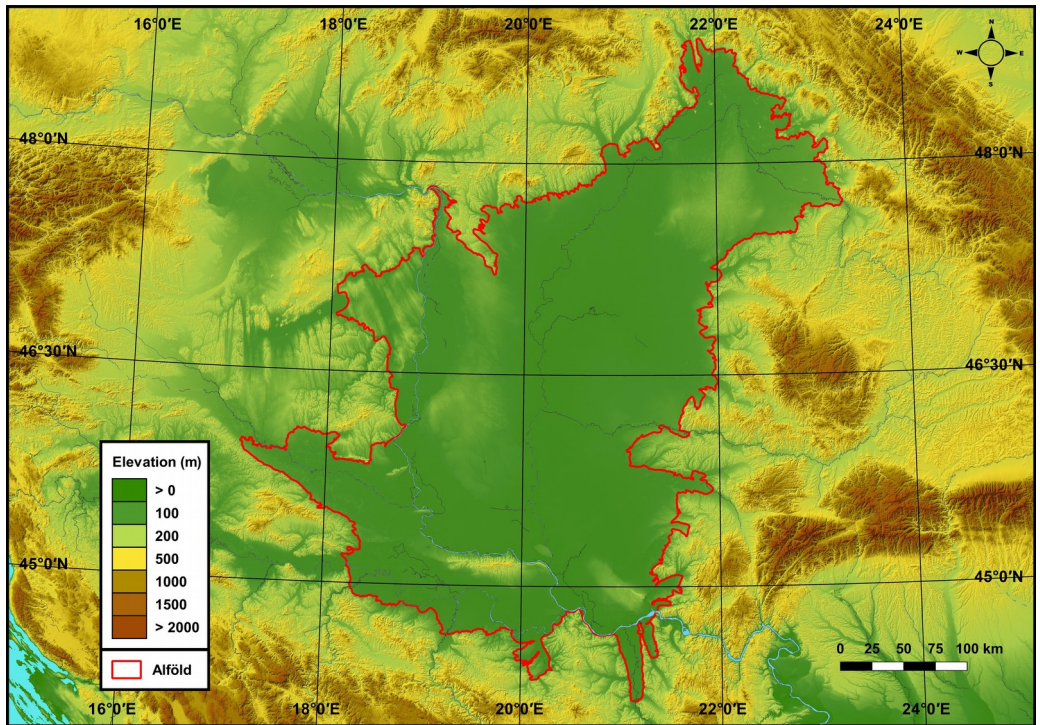 16°0′E
18°0′E
20°0′E
22°0′E
24°0′E
N
W
E
S
48°0′N
48°0′N
46°30′N
46°30′N
Elevation (m)
> 0
100
200
500
1000
1500
> 2000
Alföld
45°0′N
45°0′N
0 25 50 75 100 km
16°0′E
18°0′E
20°0′E
22°0′E
24°0′E